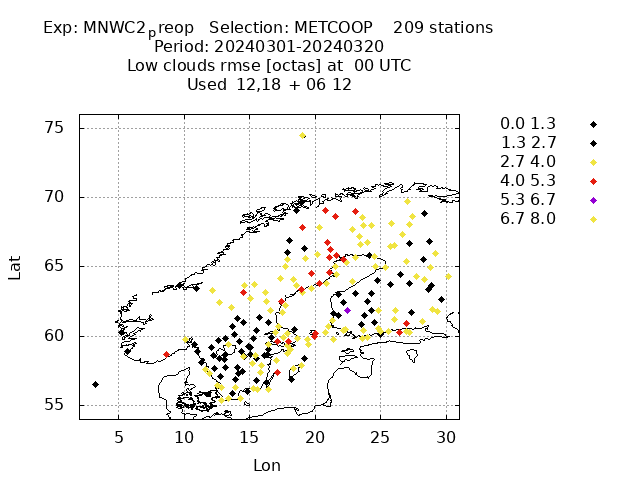 Exp: MNWC2_preop   Selection: METCOOP    209 stations
Period: 20240301-20240320
Low clouds rmse [octas] at  00 UTC
Used  12,18 + 06 12
75
70
65
60
55
5 10 15 20 25 30
Lat
Lon
0.0 1.3
1.3 2.7
2.7 4.0
4.0 5.3
5.3 6.7
6.7 8.0